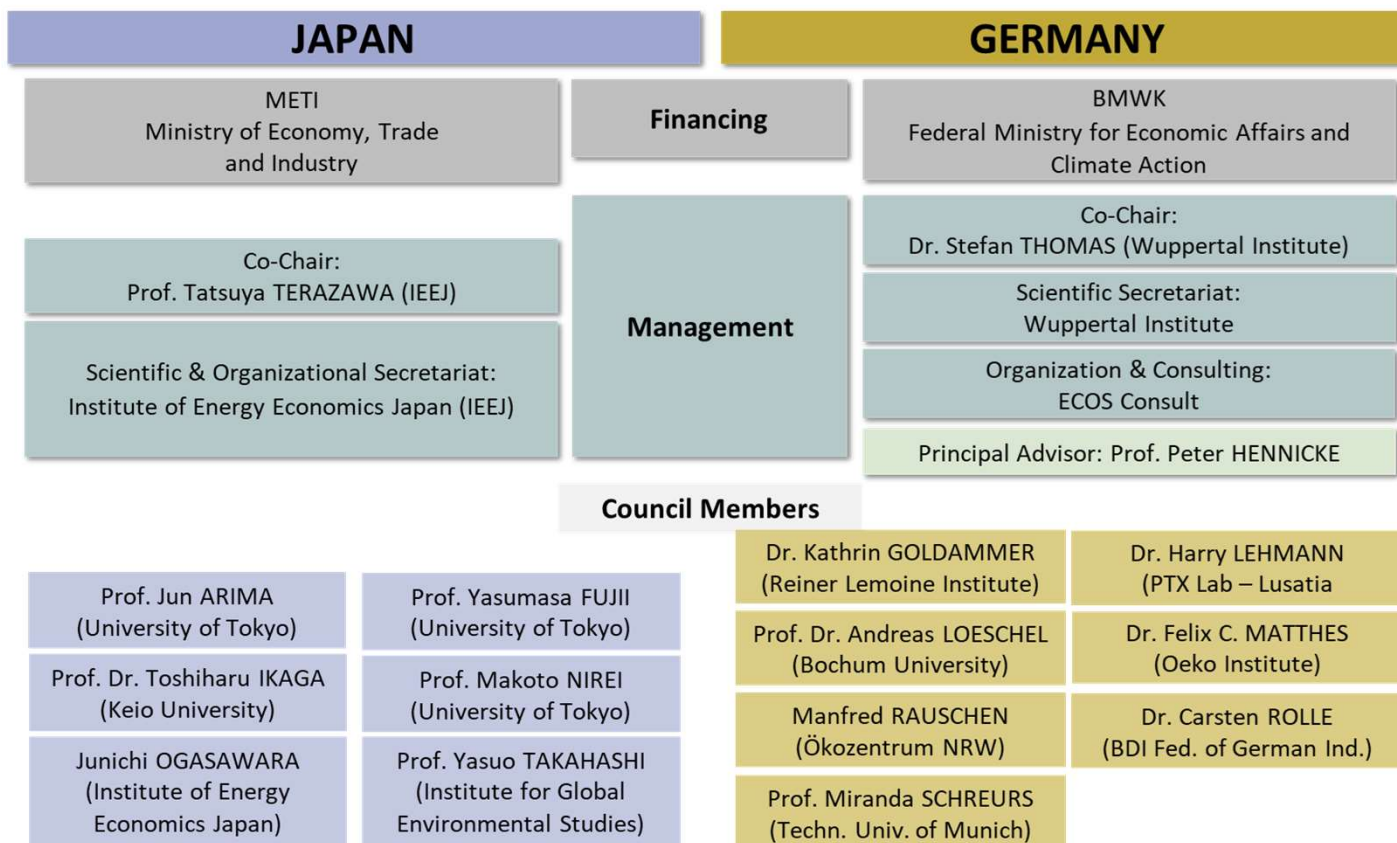 JAPAN
GERMANY
METI
Ministry of Economy, Trade
and Industry
Financing
BMWK
Federal Ministry for Economic Affairs and
Climate Action
Co-Chair:
Prof. Tatsuya TERAZAWA (IEEJ)
Scientific & Organizational Secretariat:
Institute of Energy Economics Japan (IEEJ)
Management
Co-Chair:
Dr. Stefan THOMAS (Wuppertal Institute)
Scientific Secretariat:
Wuppertal Institute
Organization & Consulting:
ECOS Consult
Principal Advisor: Prof. Peter HENNICKE
Council Members
Prof. Jun ARIMA
(University of Tokyo)
Prof. Yasumasa FUJII
(University of Tokyo)
Prof. Dr. Toshiharu IKAGA
(Keio University)
Prof. Makoto NIREI
(University of Tokyo)
Junichi OGASAWARA
(Institute of Energy
Economics Japan)
Prof. Yasuo TAKAHASHI
(Institute for Global
Environmental Studies)
Dr. Kathrin GOLDAMMER
(Reiner Lemoine Institute)
Dr. Harry LEHMANN
(PTX Lab – Lusatia
Prof. Dr. Andreas LOESCHEL
(Bochum University)
Dr. Felix C. MATTHES
(Oeko Institute)
Manfred RAUSCHEN
(Ökozentrum NRW)
Dr. Carsten ROLLE
(BDI Fed. of German Ind.)
Prof. Miranda SCHREURS
(Techn. Univ. of Munich)